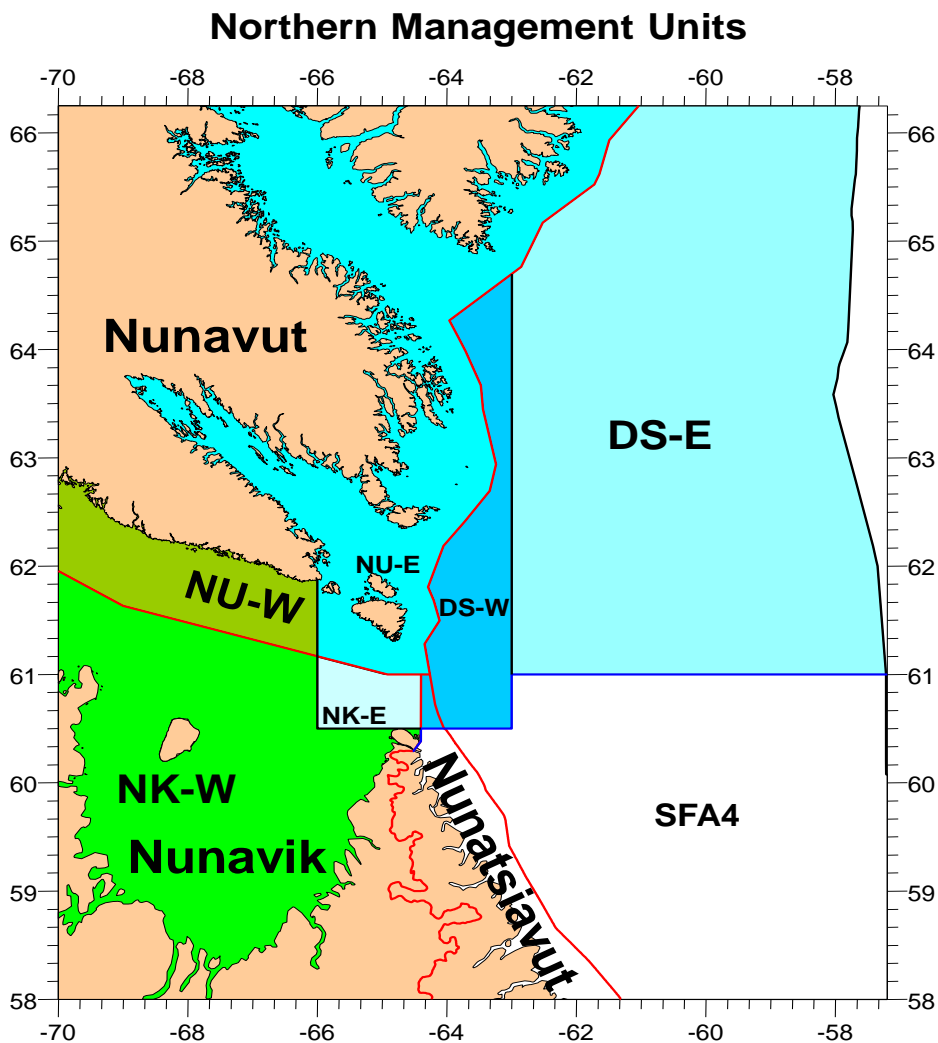 Northern Management Units
-70 -68 -66 -64 -62 -60 -58
66 66
65 65
Nunavut
64 64
DS-E
63 63
NU-E
62 62
NU-W
DS-W
61 61
NK-E
60 60
NK-W
SFA4
Nunavik
Nunatsiavut
59 59
58 58
-70 -68 -66 -64 -62 -60 -58